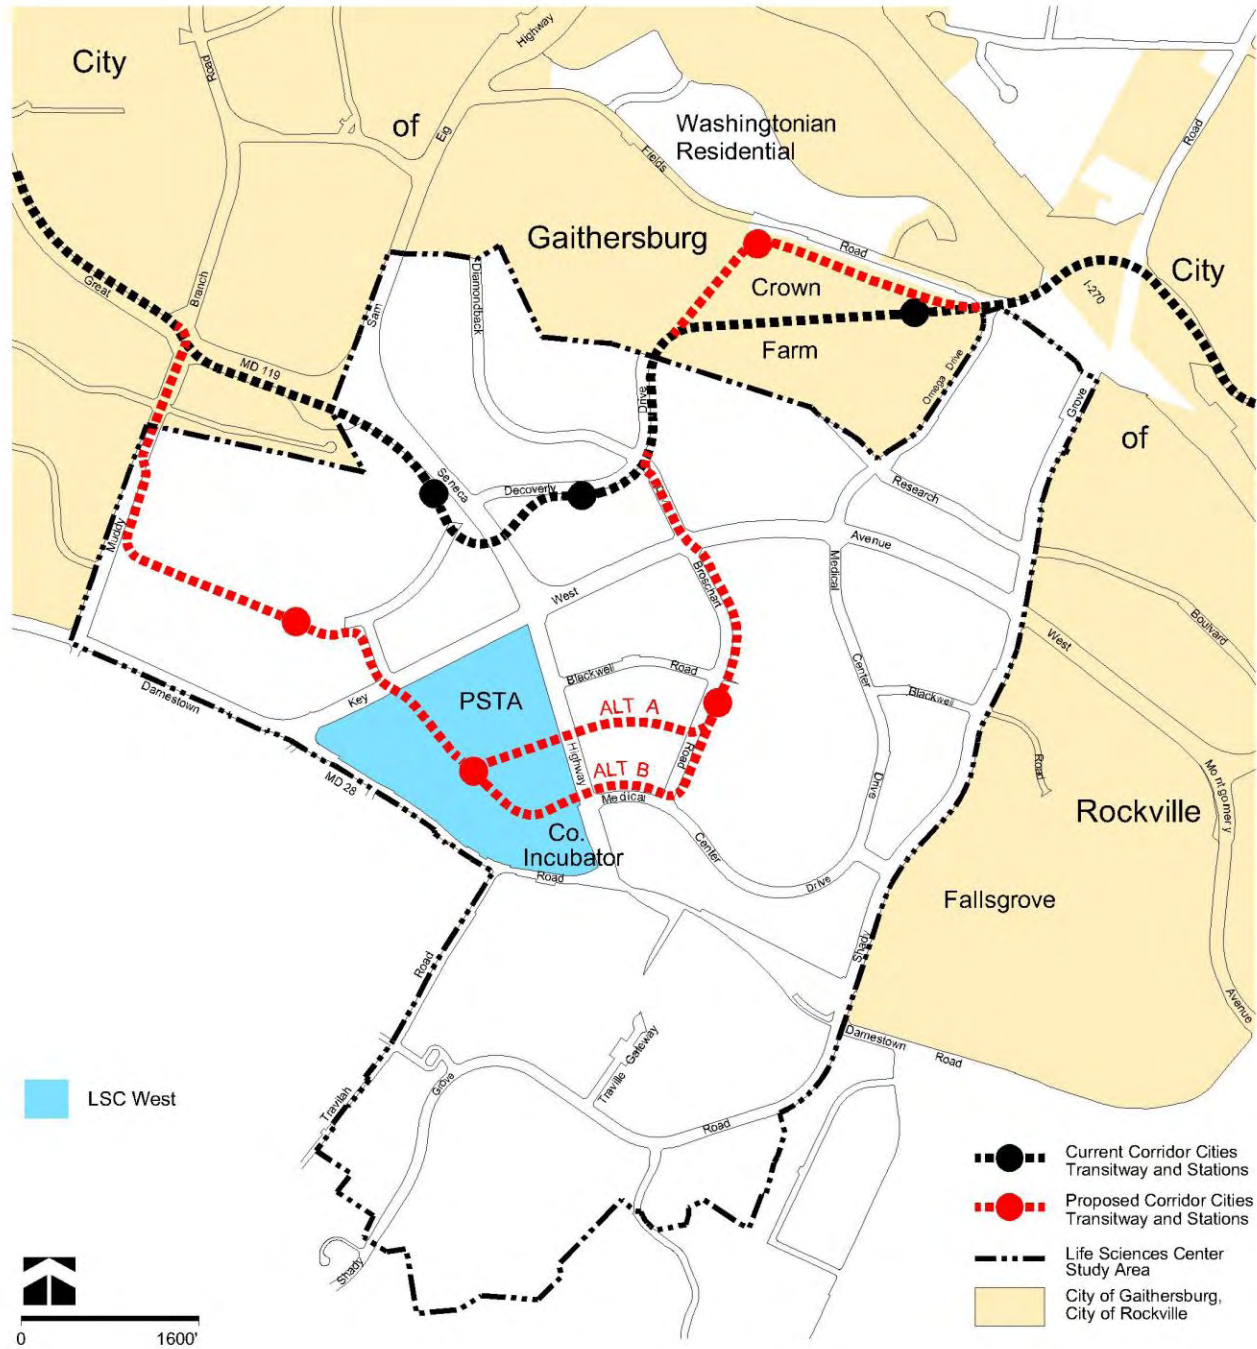 City
Road
Highway
of
Eig
Washingtonian
Residential
Fields
Road
Gaithersburg
Road
City
Great
Branch
Sam
Diamondback
Crown
I-270
MD 119
Farm
Omega Drive
Drive
Grove
of
Seneca
Decoverly
Research
Muddy
Avenue
West
Broschart
Medical
Boulvard
West
Blackwell
Road
Center
Blackwell
Darnestown
Key
PSTA
ALT A
Highway
Road
Road
MD 28
ALT B
Medical
Drive
Montgomery
Rockville
Co.
Incubator
Center
Road
Drive
Fallsgrove
Shady
Road
Avenue
Darnestown
Road
Traville Gateway
Grove
Travilah
Road
Shady
LSC West
Current Corridor Cities
Transitway and Stations
Proposed Corridor Cities
Transitway and Stations
Life Sciences Center
Study Area
City of Gaithersburg,
City of Rockville
0 1600'